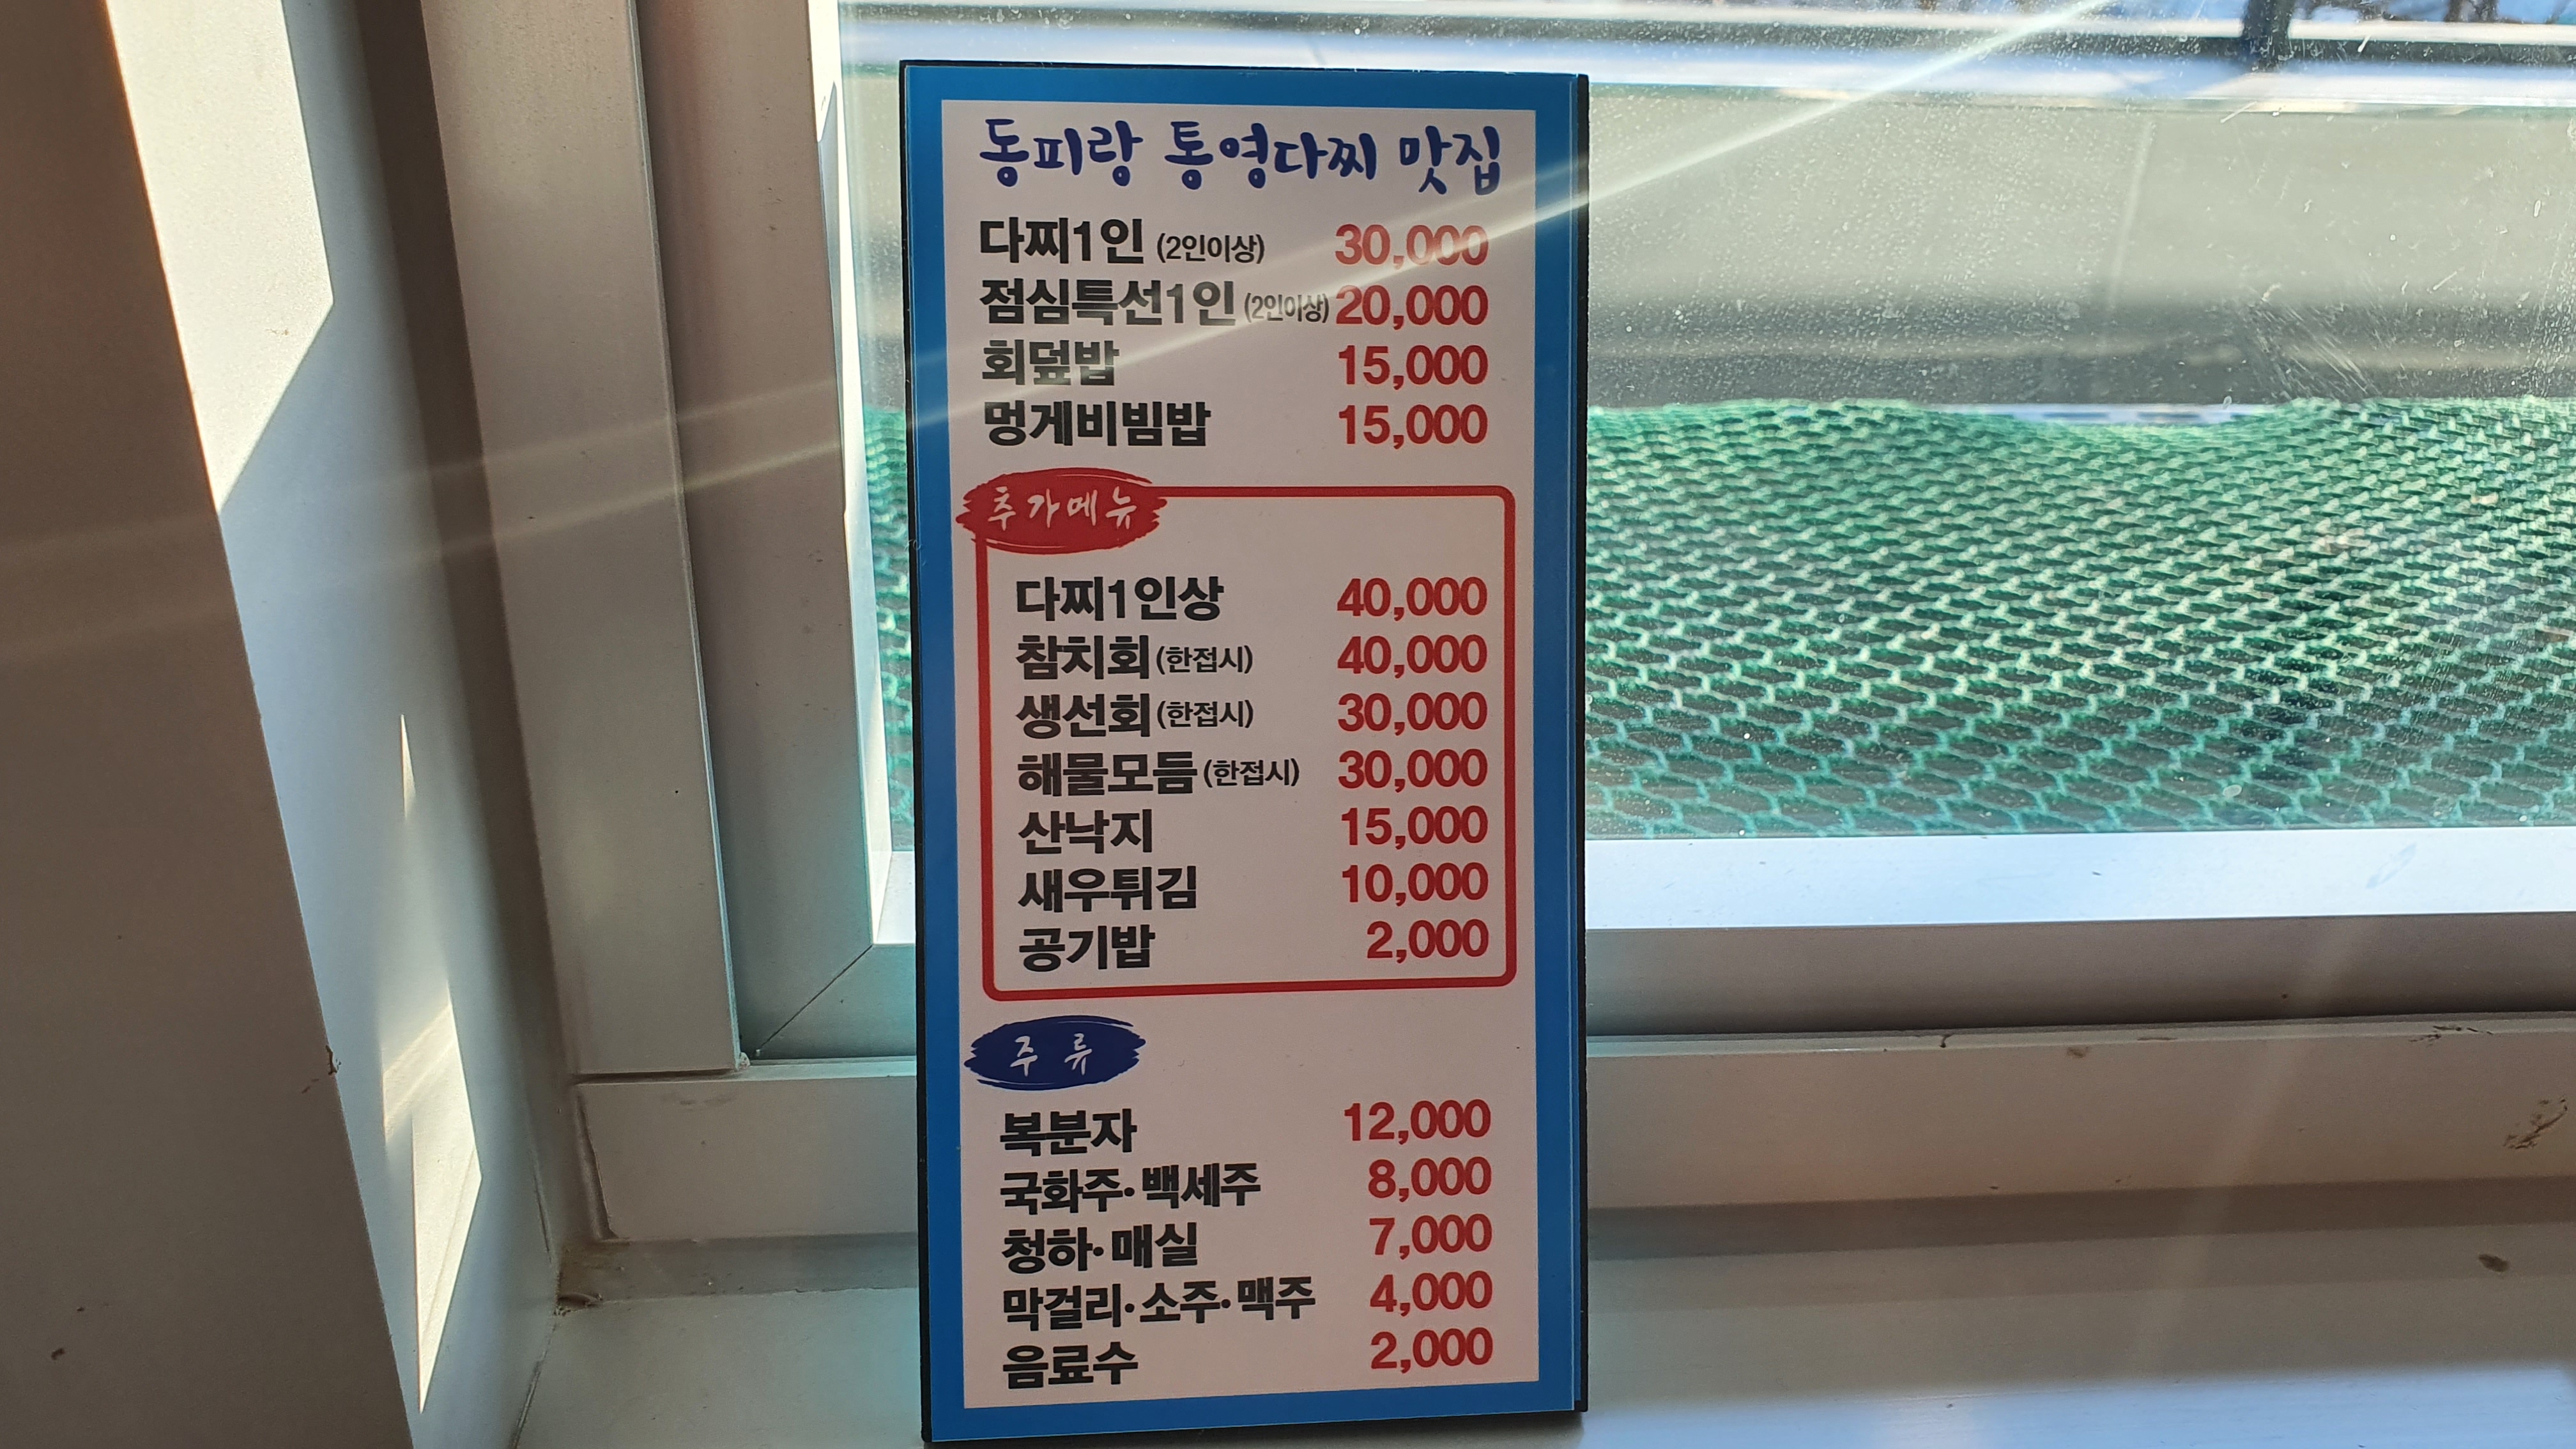 동피랑 통영다찌 맛집
다찌1인 (2인이상) 30,000
점심특선1인 (2인이상) 20,000
회덮밥 15,000
멍게비빔밥 15,000
추가메뉴
다찌1인상 40,000
참치회 (한접시) 40,000
생선회 (한접시) 30,000
해물모듬 (한접시) 30,000
산낙지 15,000
새우튀김 10,000
공기밥 2,000
주류
복분자 12,000
국화주·백세주 8,000
청하·매실 7,000
막걸리·소주·맥주 4,000
음료수 2,000